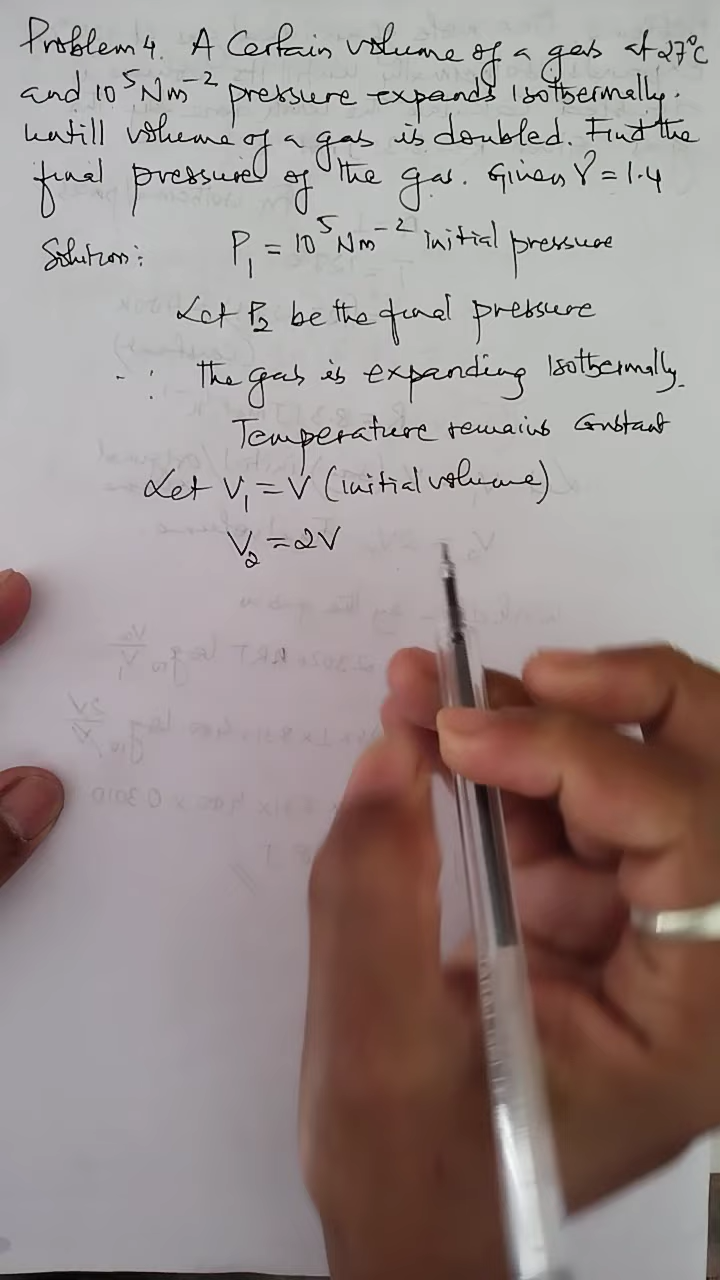 Problem 4. A Certain volume of a gas at 27°C
and 10⁵ Nm⁻² pressure expands isothermally.
untill volume of a gas is doubled. Find the
final pressure of the gas. Given γ = 1.4
Solution: P₁ = 10⁵ Nm⁻² initial pressure
Let P₂ be the final pressure
∴ the gas is expanding isothermally.
Temperature remains constant
Let V₁ = V (initial volume)
V₂ = 2V